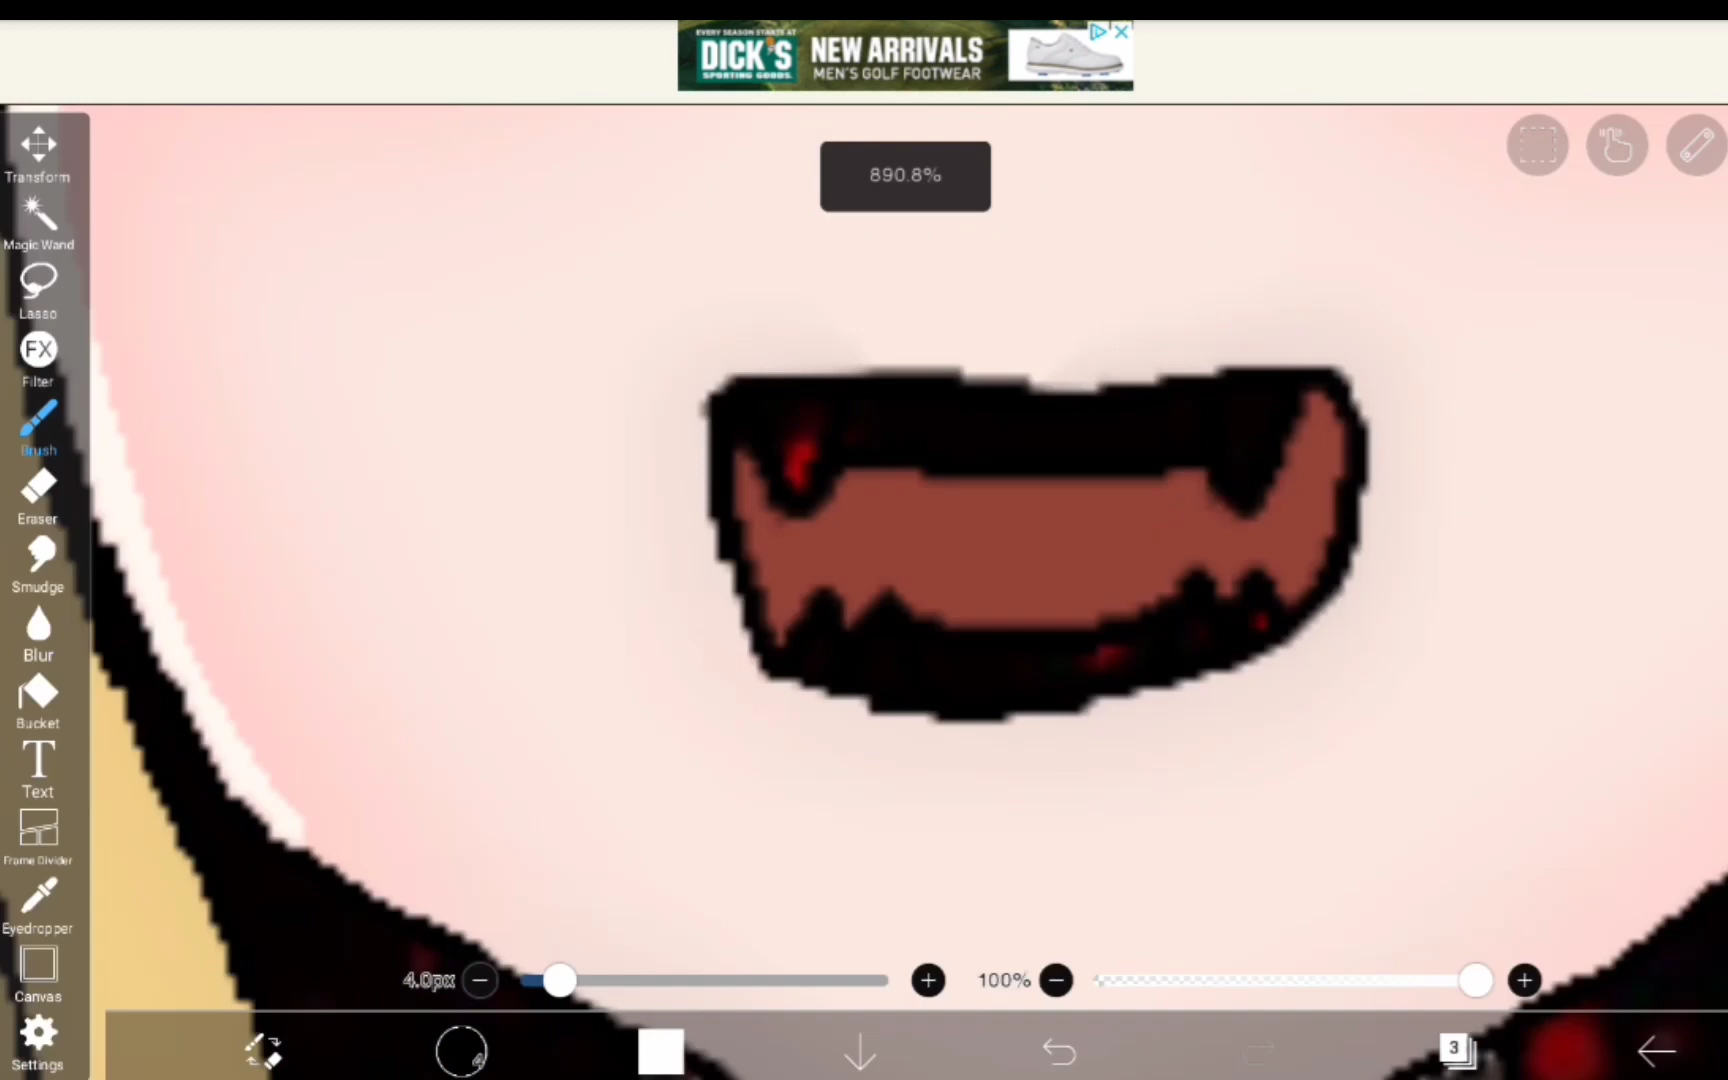 EVERY SEASON STARTS AT
DICK'S
SPORTING GOODS.
NEW ARRIVALS
MEN'S GOLF FOOTWEAR
890.8%
Transform
Magic Wand
Lasso
FX
Filter
Brush
Eraser
Smudge
Blur
Bucket
T
Text
Frame Divider
Eyedropper
Canvas
Settings
4.0px
100%
4
3